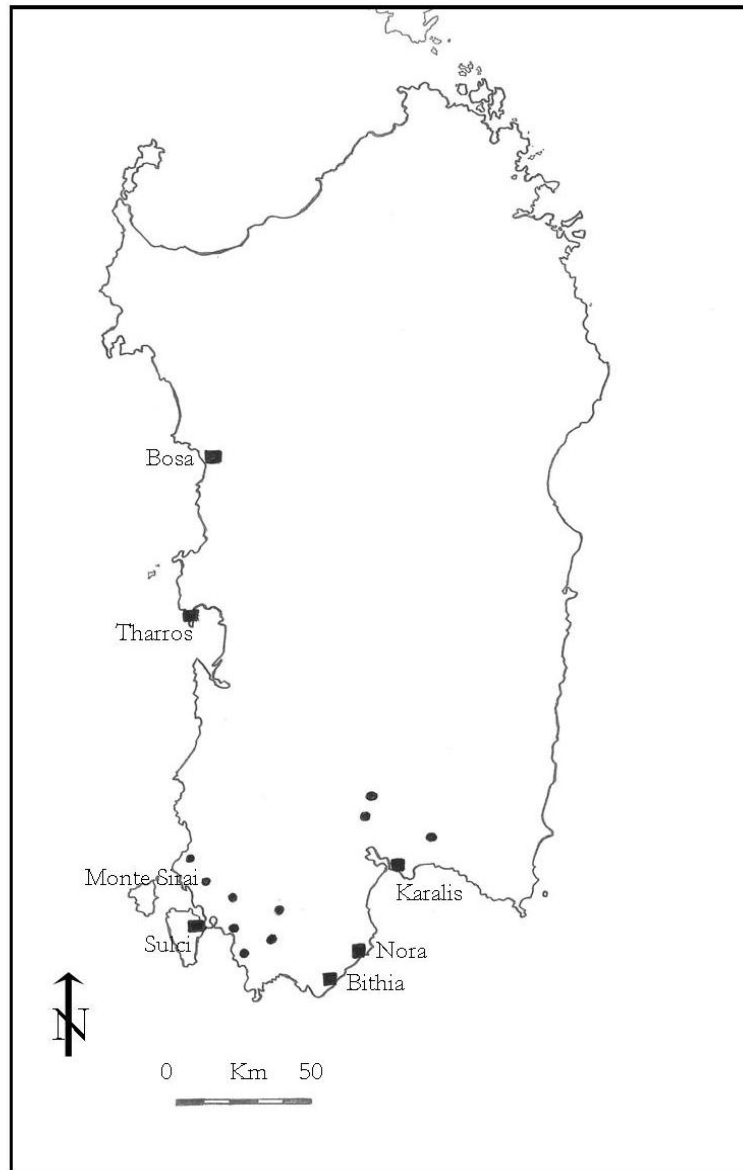 Bosa
Tharros
Monte Sirai
Karalis
Sulci
Nora
Bithia
N
0 Km 50